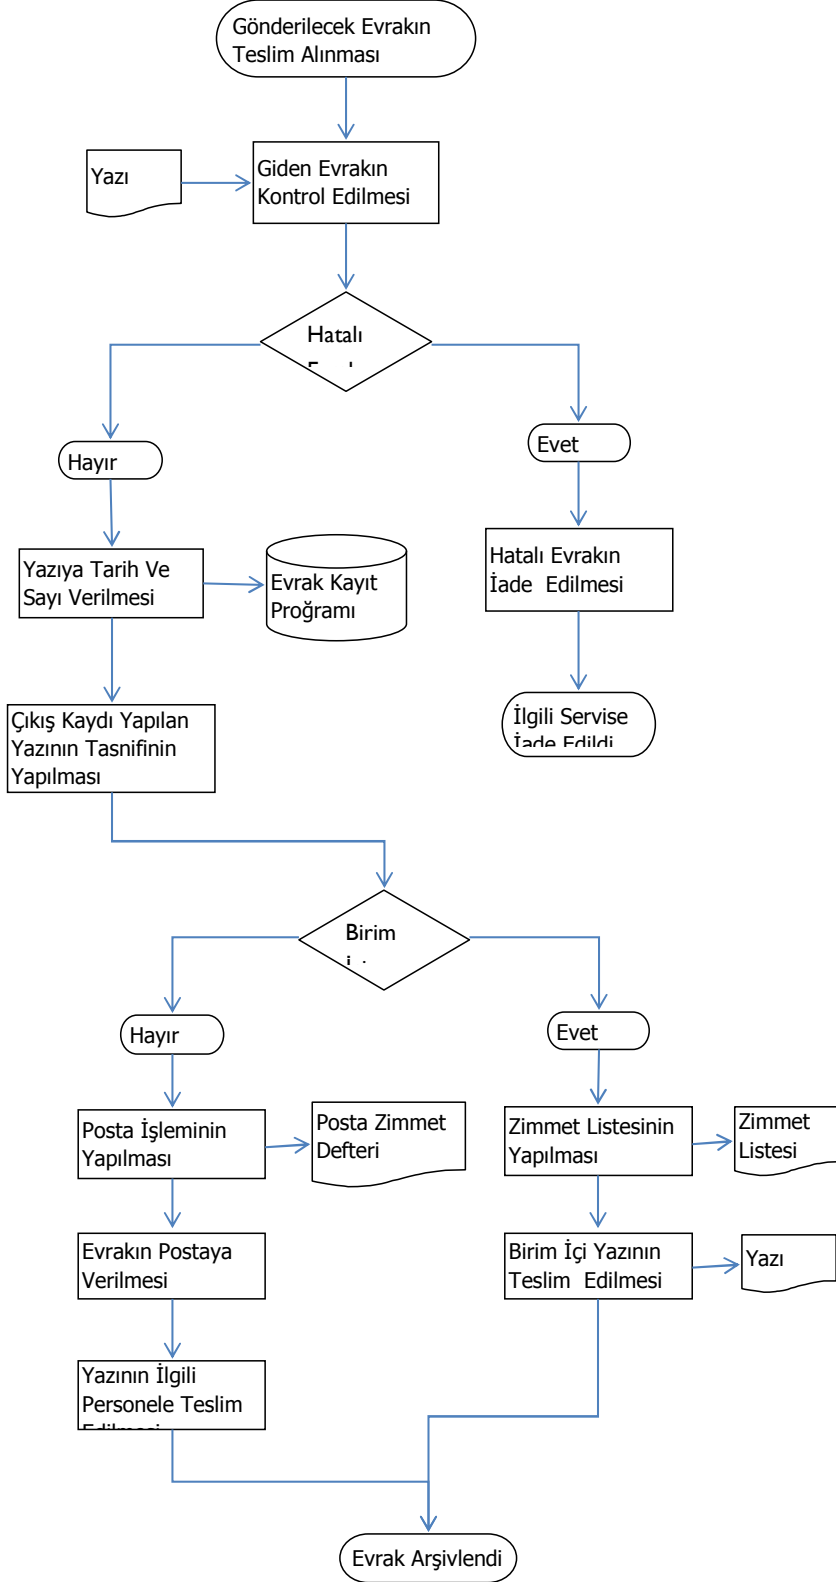 Gönderilecek Evrakın
Teslim Alınması
Yazı
Giden Evrakın
Kontrol Edilmesi
Hatalı
Hayır
Evet
Yazıya Tarih Ve
Sayı Verilmesi
Evrak Kayıt
Proğramı
Hatalı Evrakın
İade  Edilmesi
Çıkış Kaydı Yapılan
Yazının Tasnifinin
Yapılması
İlgili Servise
İade Edildi
Birim
Hayır
Evet
Posta İşleminin
Yapılması
Posta Zimmet
Defteri
Zimmet Listesinin
Yapılması
Zimmet
Listesi
Evrakın Postaya
Verilmesi
Birim İçi Yazının
Teslim  Edilmesi
Yazı
Yazının İlgili
Personele Teslim
Edilmesi
Evrak Arşivlendi